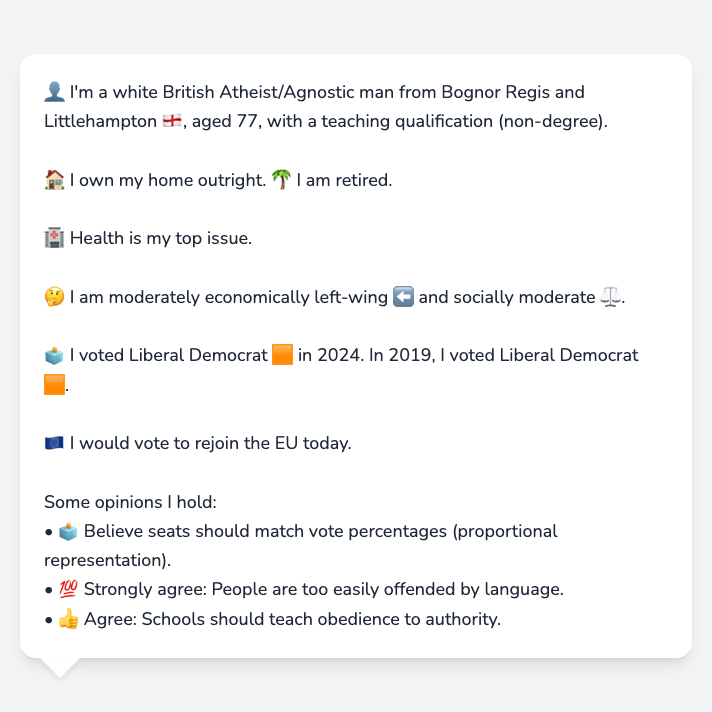 👤 I'm a white British Atheist/Agnostic man from Bognor Regis and
Littlehampton 🏴󠁧󠁢󠁥󠁮󠁧󠁿, aged 77, with a teaching qualification (non-degree).
🏠 I own my home outright. 🌴 I am retired.
🏥 Health is my top issue.
🤔 I am moderately economically left-wing ⬅️ and socially moderate ⚖️.
🗳️ I voted Liberal Democrat 🟧 in 2024. In 2019, I voted Liberal Democrat
🟧.
🇪🇺 I would vote to rejoin the EU today.
Some opinions I hold:
• 🗳️ Believe seats should match vote percentages (proportional
representation).
• 💯 Strongly agree: People are too easily offended by language.
• 👍 Agree: Schools should teach obedience to authority.